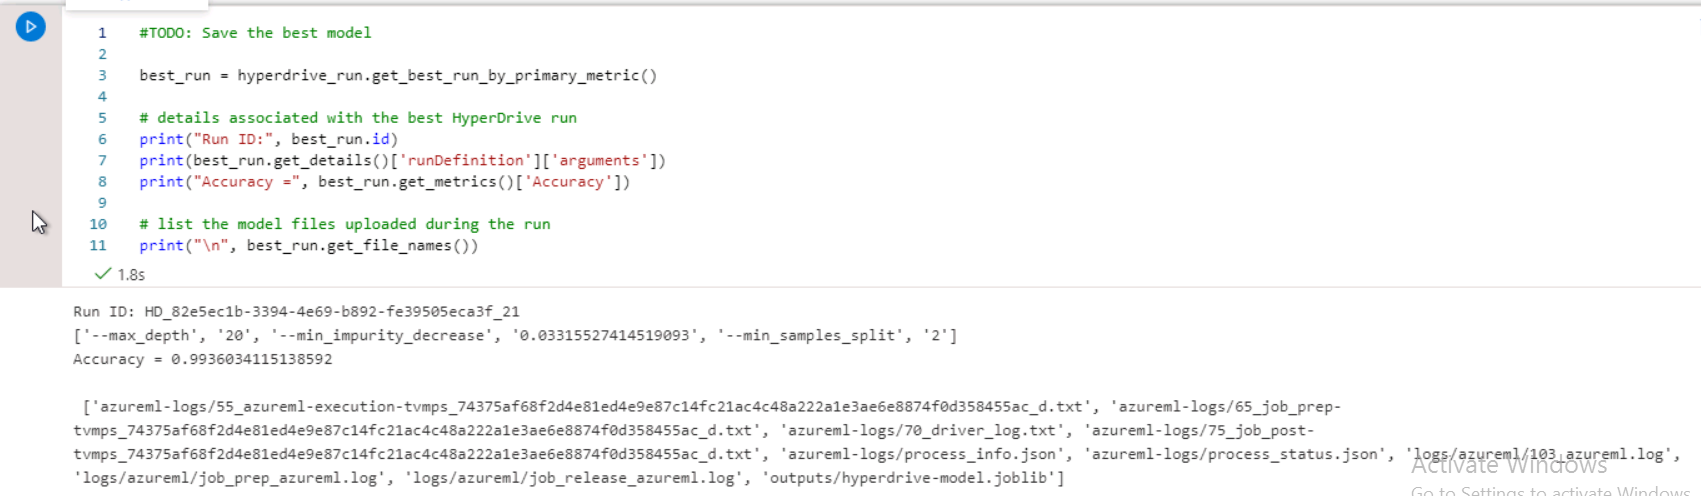 1 #TODO: Save the best model
2
3 best_run = hyperdrive_run.get_best_run_by_primary_metric()
4
5 # details associated with the best HyperDrive run
6 print("Run ID:", best_run.id)
7 print(best_run.get_details()['runDefinition']['arguments'])
8 print("Accuracy =", best_run.get_metrics()['Accuracy'])
9
10 # list the model files uploaded during the run
11 print("\n", best_run.get_file_names())
1.8s
Run ID: HD_82e5ec1b-3394-4e69-b892-fe39505eca3f_21
['--max_depth', '20', '--min_impurity_decrease', '0.03315527414519093', '--min_samples_split', '2']
Accuracy = 0.9936034115138592
['azureml-logs/55_azureml-execution-tvmps_74375af68f2d4e81ed4e9e87c14fc21ac4c48a222a1e3ae6e8874f0d358455ac_d.txt', 'azureml-logs/65_job_prep-
tvmps_74375af68f2d4e81ed4e9e87c14fc21ac4c48a222a1e3ae6e8874f0d358455ac_d.txt', 'azureml-logs/70_driver_log.txt', 'azureml-logs/75_job_post-
tvmps_74375af68f2d4e81ed4e9e87c14fc21ac4c48a222a1e3ae6e8874f0d358455ac_d.txt', 'azureml-logs/process_info.json', 'azureml-logs/process_status.json', 'logs/azureml/103_azureml.log',
'logs/azureml/job_prep_azureml.log', 'logs/azureml/job_release_azureml.log', 'outputs/hyperdrive-model.joblib']
Activate Windows
Go to Settings to activate Windows